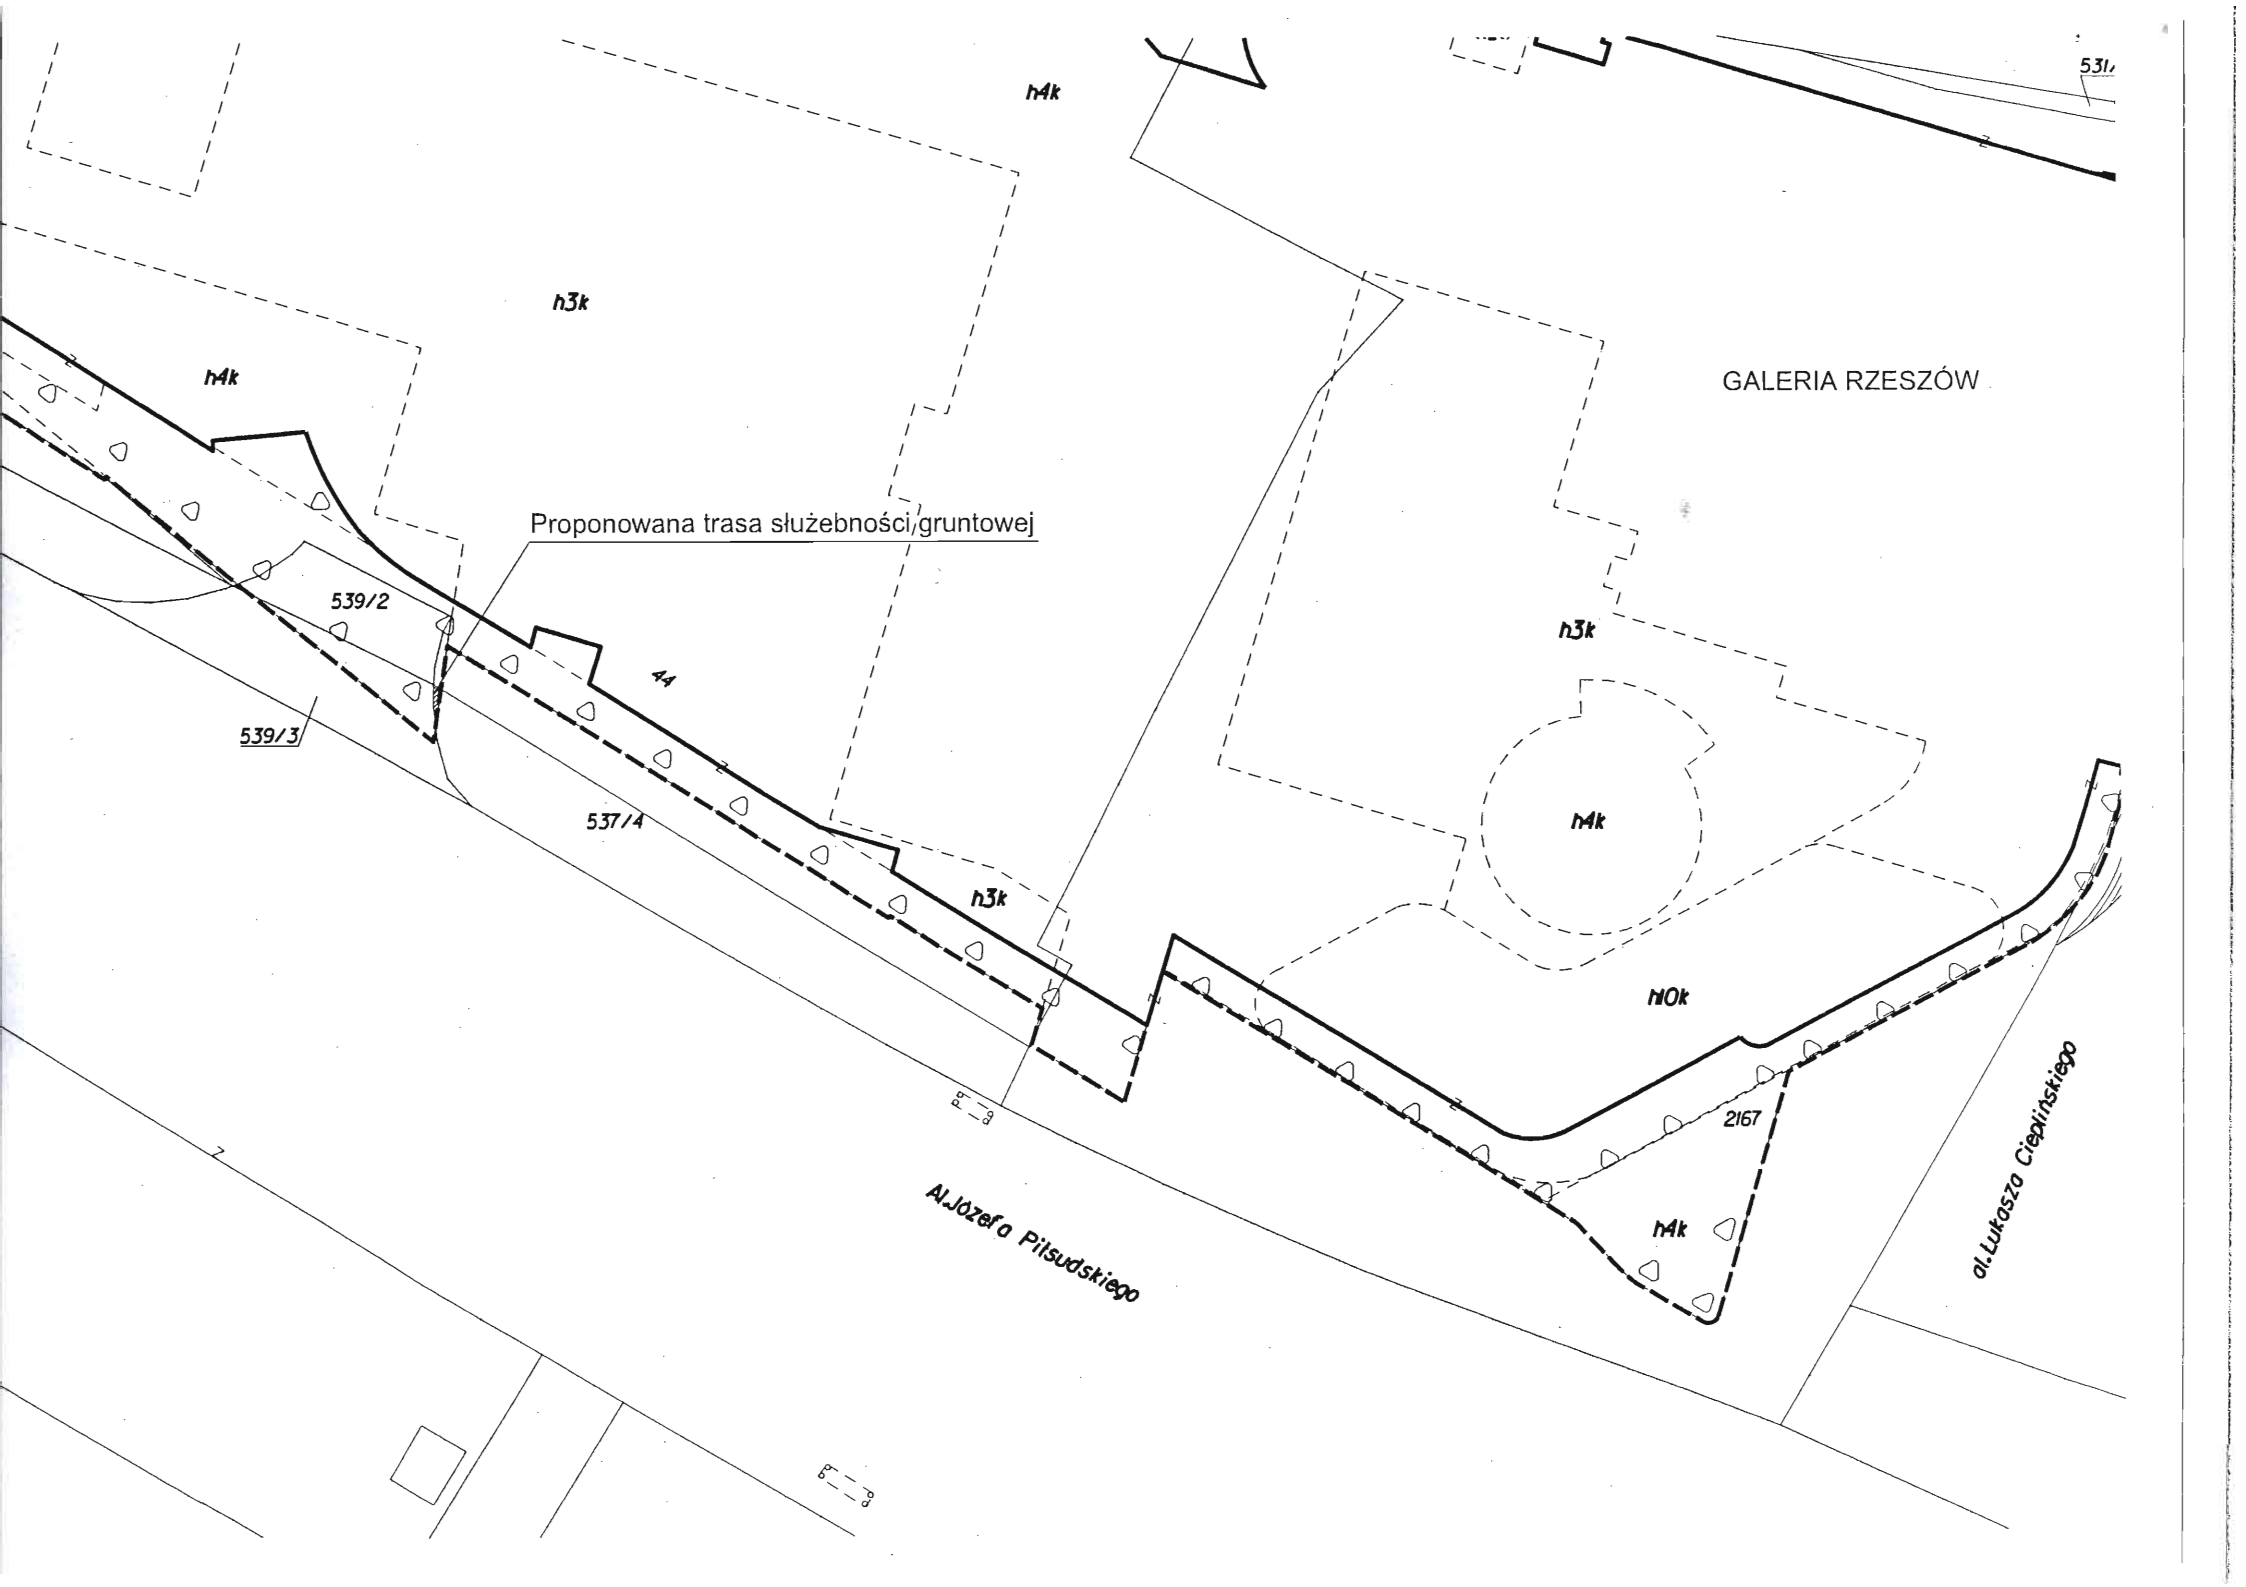 531/
h4k
h3k
h4k
GALERIA RZESZÓW
Proponowana trasa służebności gruntowej
539/2
h3k
44
539/3
537/4
h4k
h3k
h10k
2167
h4k
Al.Józefa Piłsudskiego
al.Łukasza Cieplińskiego